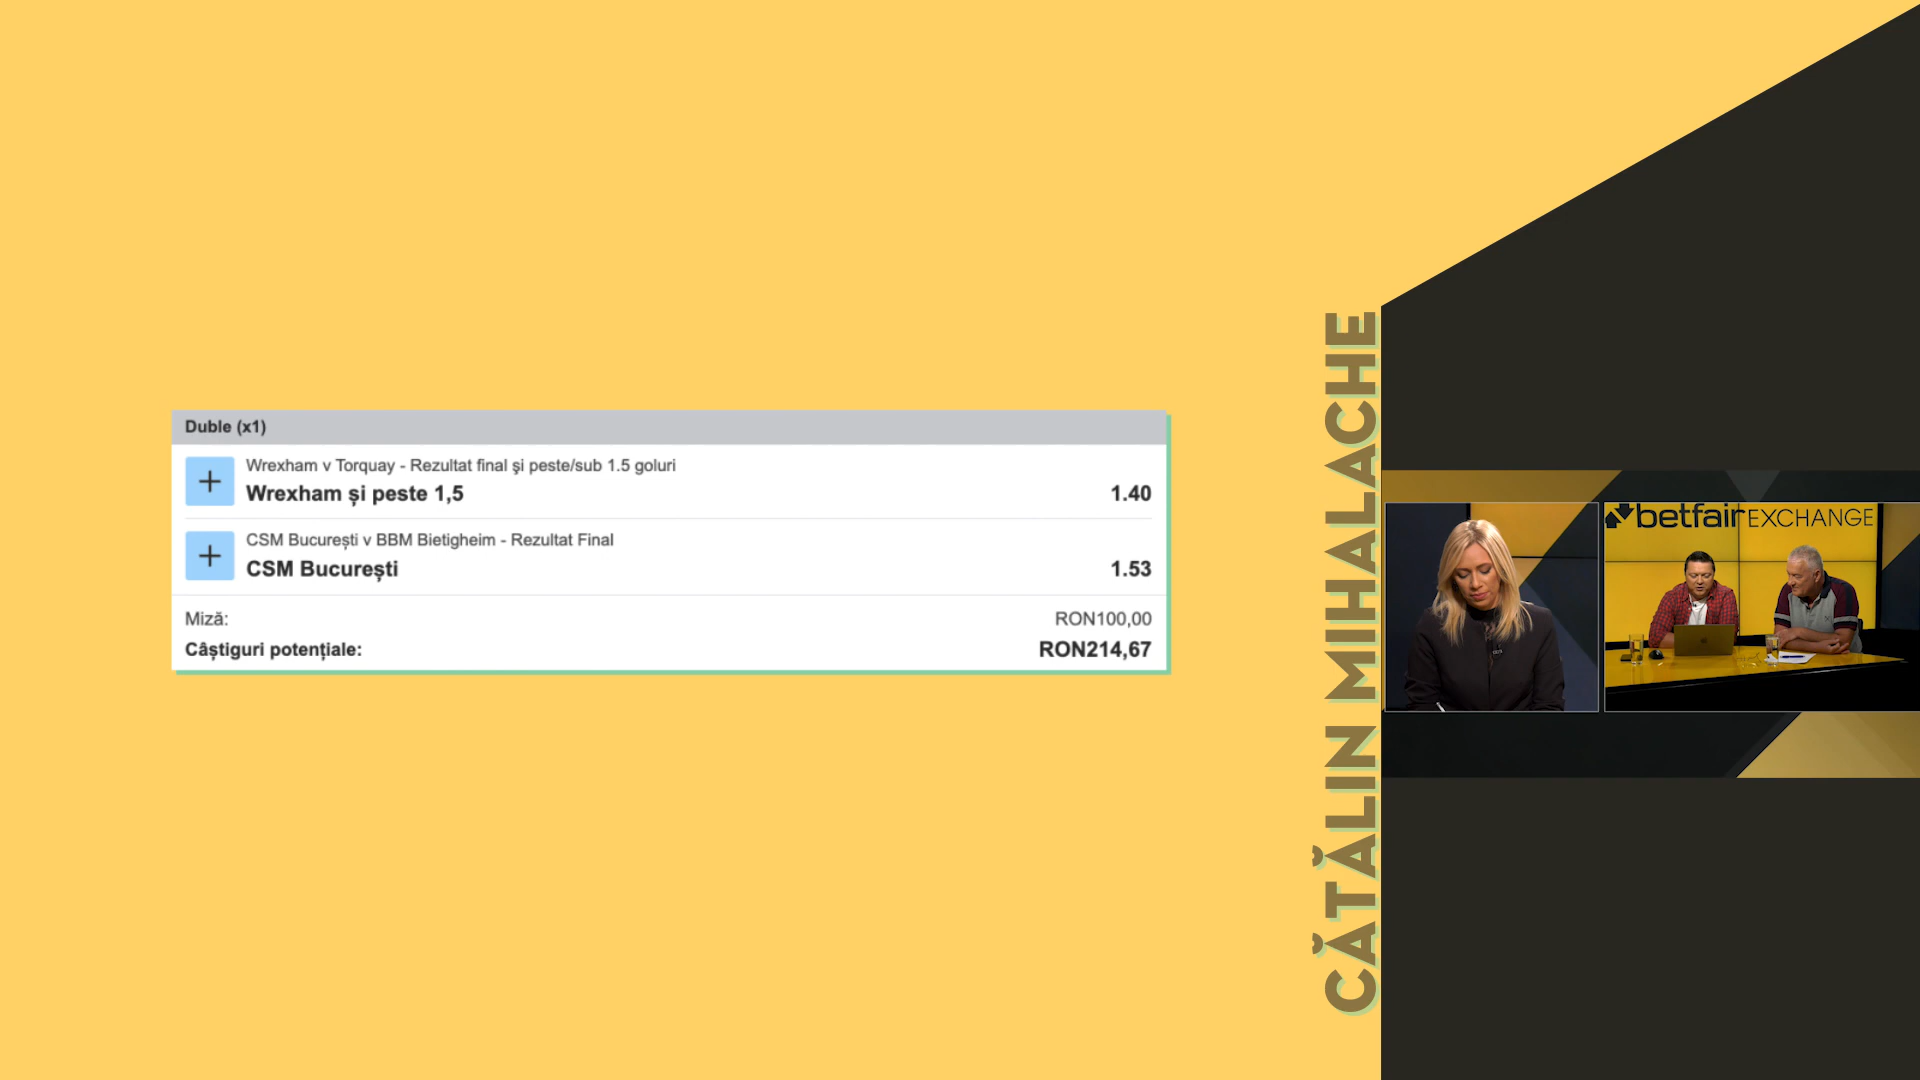 Duble (x1)
Wrexham v Torquay - Rezultat final şi peste/sub 1.5 goluri
Wrexham și peste 1,5
1.40
CSM București v BBM Bietigheim - Rezultat Final
CSM București
1.53
Miză:
RON100,00
Câștiguri potențiale:
RON214,67
CĂTĂLIN MIHALACHE
betfair EXCHANGE